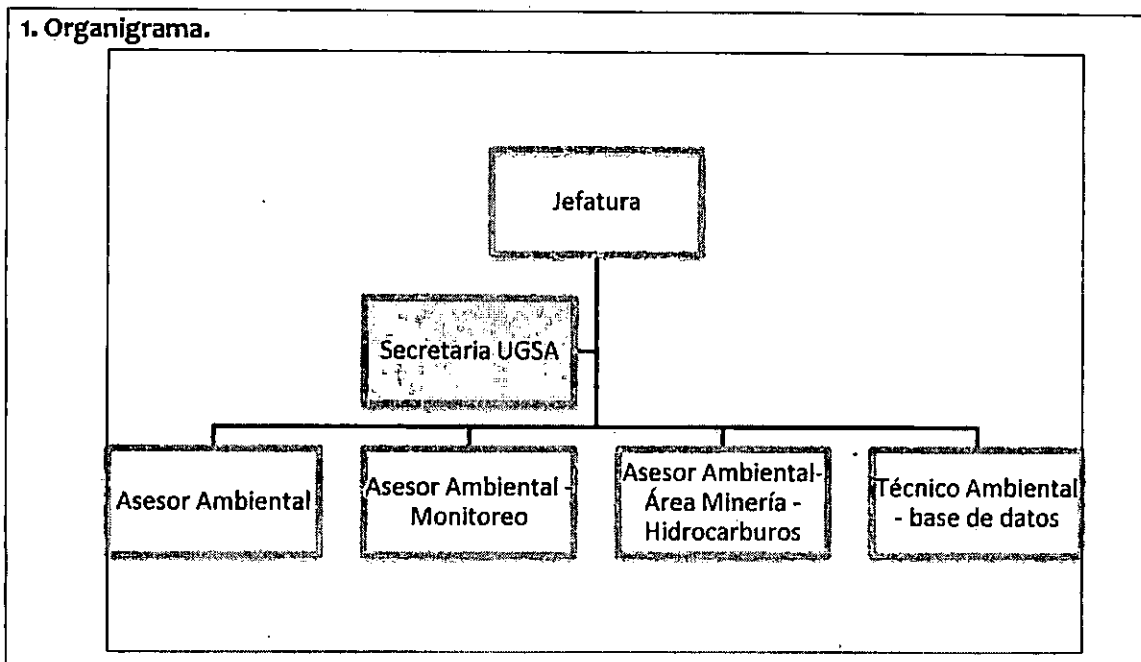 1. Organigrama.
Jefatura
Secretaria UGSA
Asesor Ambiental
Asesor Ambiental -
Monitoreo
Asesor Ambiental-
Área Minería -
Hidrocarburos
Técnico Ambiental
- base de datos